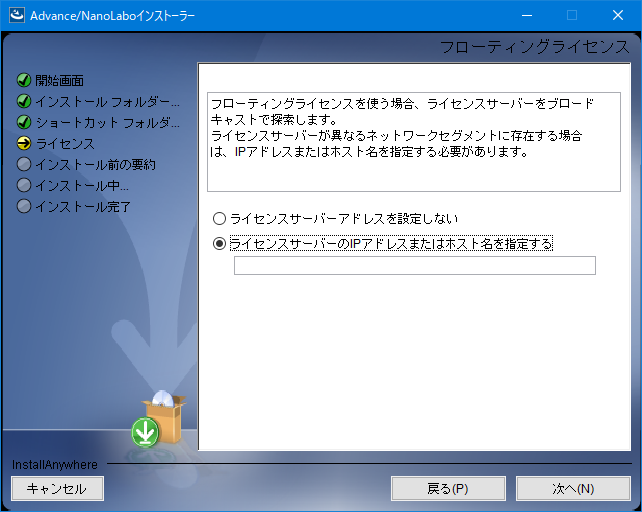 Advance/NanoLaboインストーラー
フローティングライセンス
開始画面
インストール フォルダー...
ショートカット フォルダ...
ライセンス
インストール前の要約
インストール中...
インストール完了
フローティングライセンスを使う場合、ライセンスサーバーをブロード
キャストで探索します。
ライセンスサーバーが異なるネットワークセグメントに存在する場合
は、IPアドレスまたはホスト名を指定する必要があります。
ライセンスサーバーアドレスを設定しない
ライセンスサーバーのIPアドレスまたはホスト名を指定する
InstallAnywhere
キャンセル
戻る(P)
次へ(N)